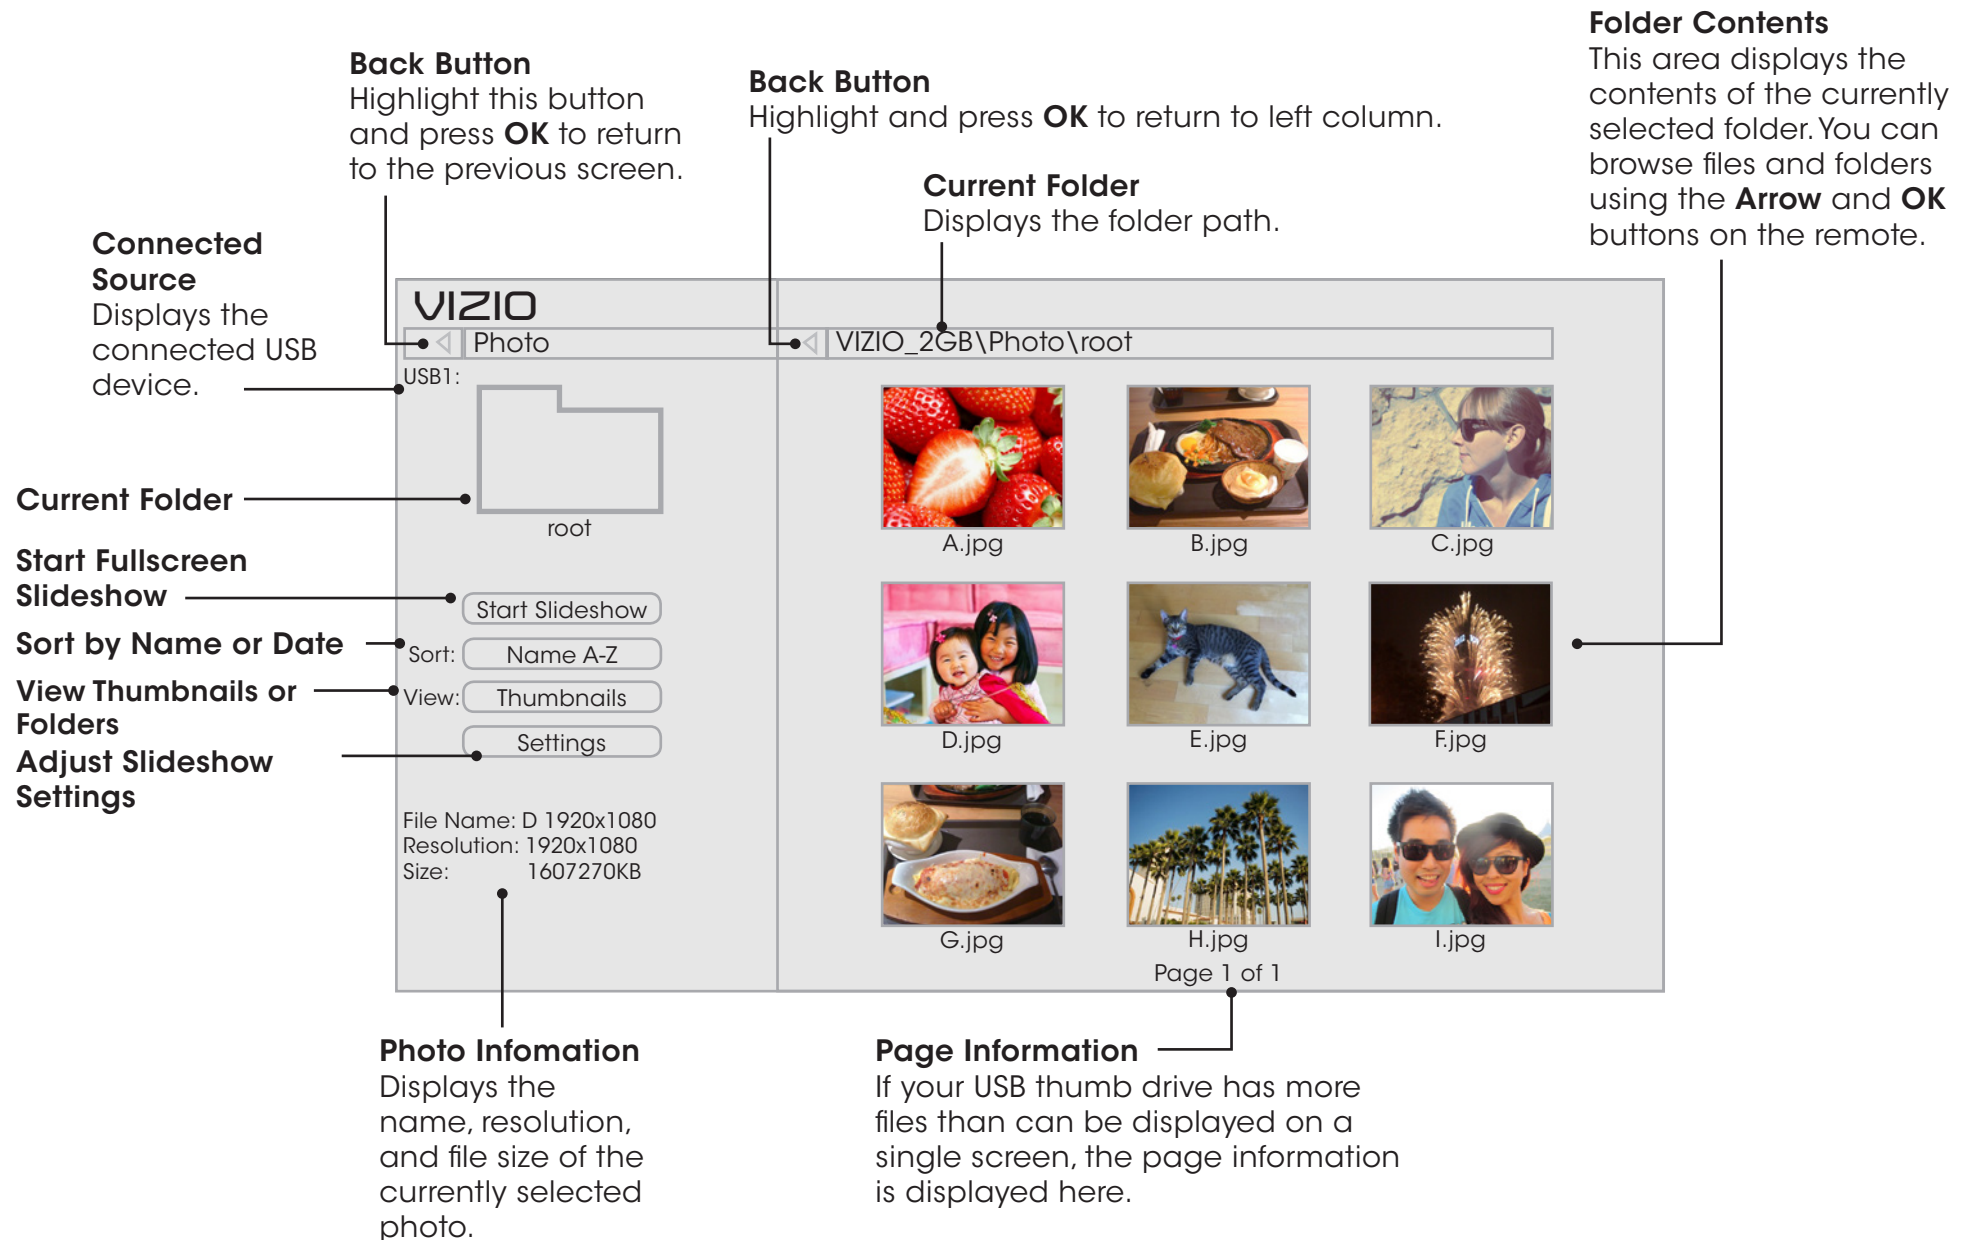 Folder Contents
This area displays the
contents of the currently
selected folder. You can
browse files and folders
using the Arrow and OK
buttons on the remote.
Back Button
Highlight this button
and press OK to return
to the previous screen.
Back Button
Highlight and press OK to return to left column.
Current Folder
Displays the folder path.
Connected
Source
Displays the
connected USB
device.
Current Folder
Start Fullscreen
Slideshow
Sort by Name or Date
View Thumbnails or
Folders
Adjust Slideshow
Settings
VIZIO
Photo
USB1:
root
Start Slideshow
Sort: Name A-Z
View: Thumbnails
Settings
File Name: D 1920x1080
Resolution: 1920x1080
Size: 1607270KB
VIZIO_2GB\Photo\root
A.jpg
B.jpg
C.jpg
D.jpg
E.jpg
F.jpg
G.jpg
H.jpg
I.jpg
Page 1 of 1
Photo Infomation
Displays the
name, resolution,
and file size of the
currently selected
photo.
Page Information
If your USB thumb drive has more
files than can be displayed on a
single screen, the page information
is displayed here.